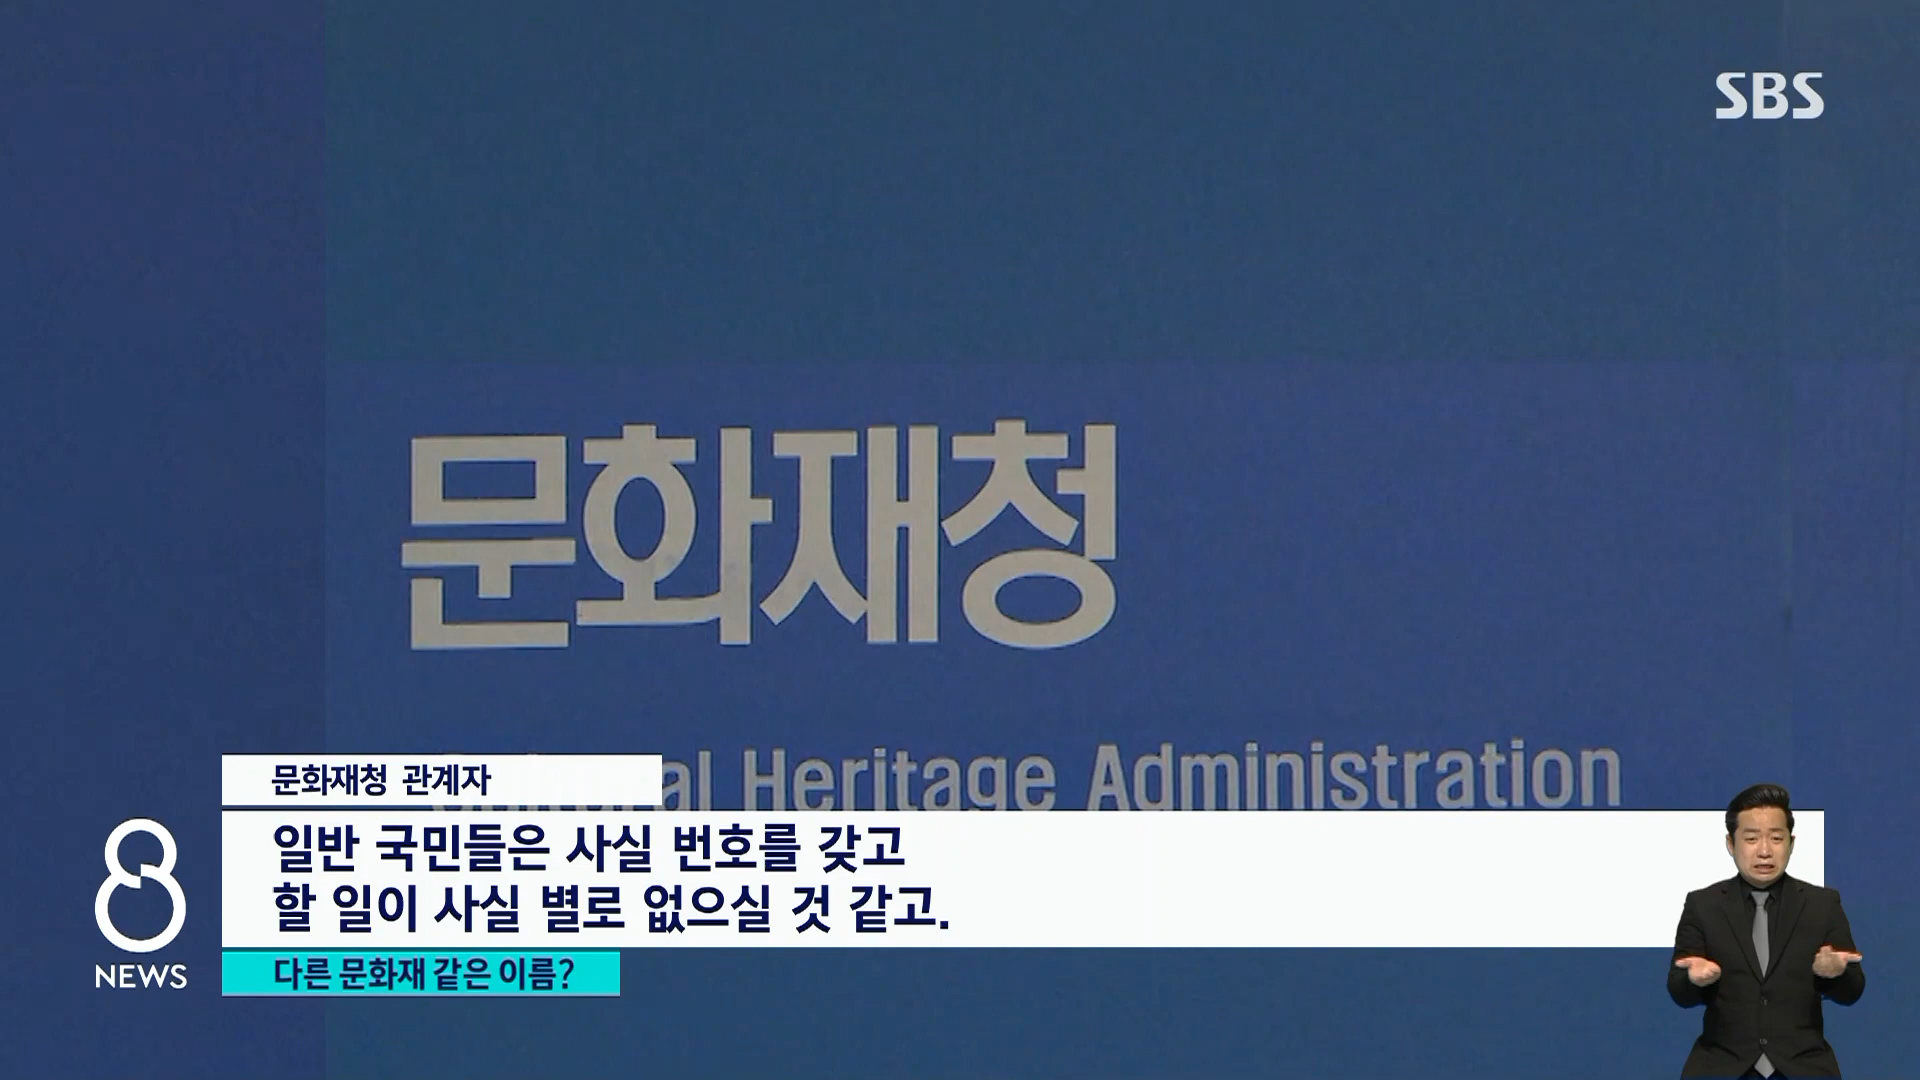 SBS
문화재청
Cultural Heritage Administration
문화재청 관계자
일반 국민들은 사실 번호를 갖고
할 일이 사실 별로 없으실 것 같고.
8
NEWS
다른 문화재 같은 이름?